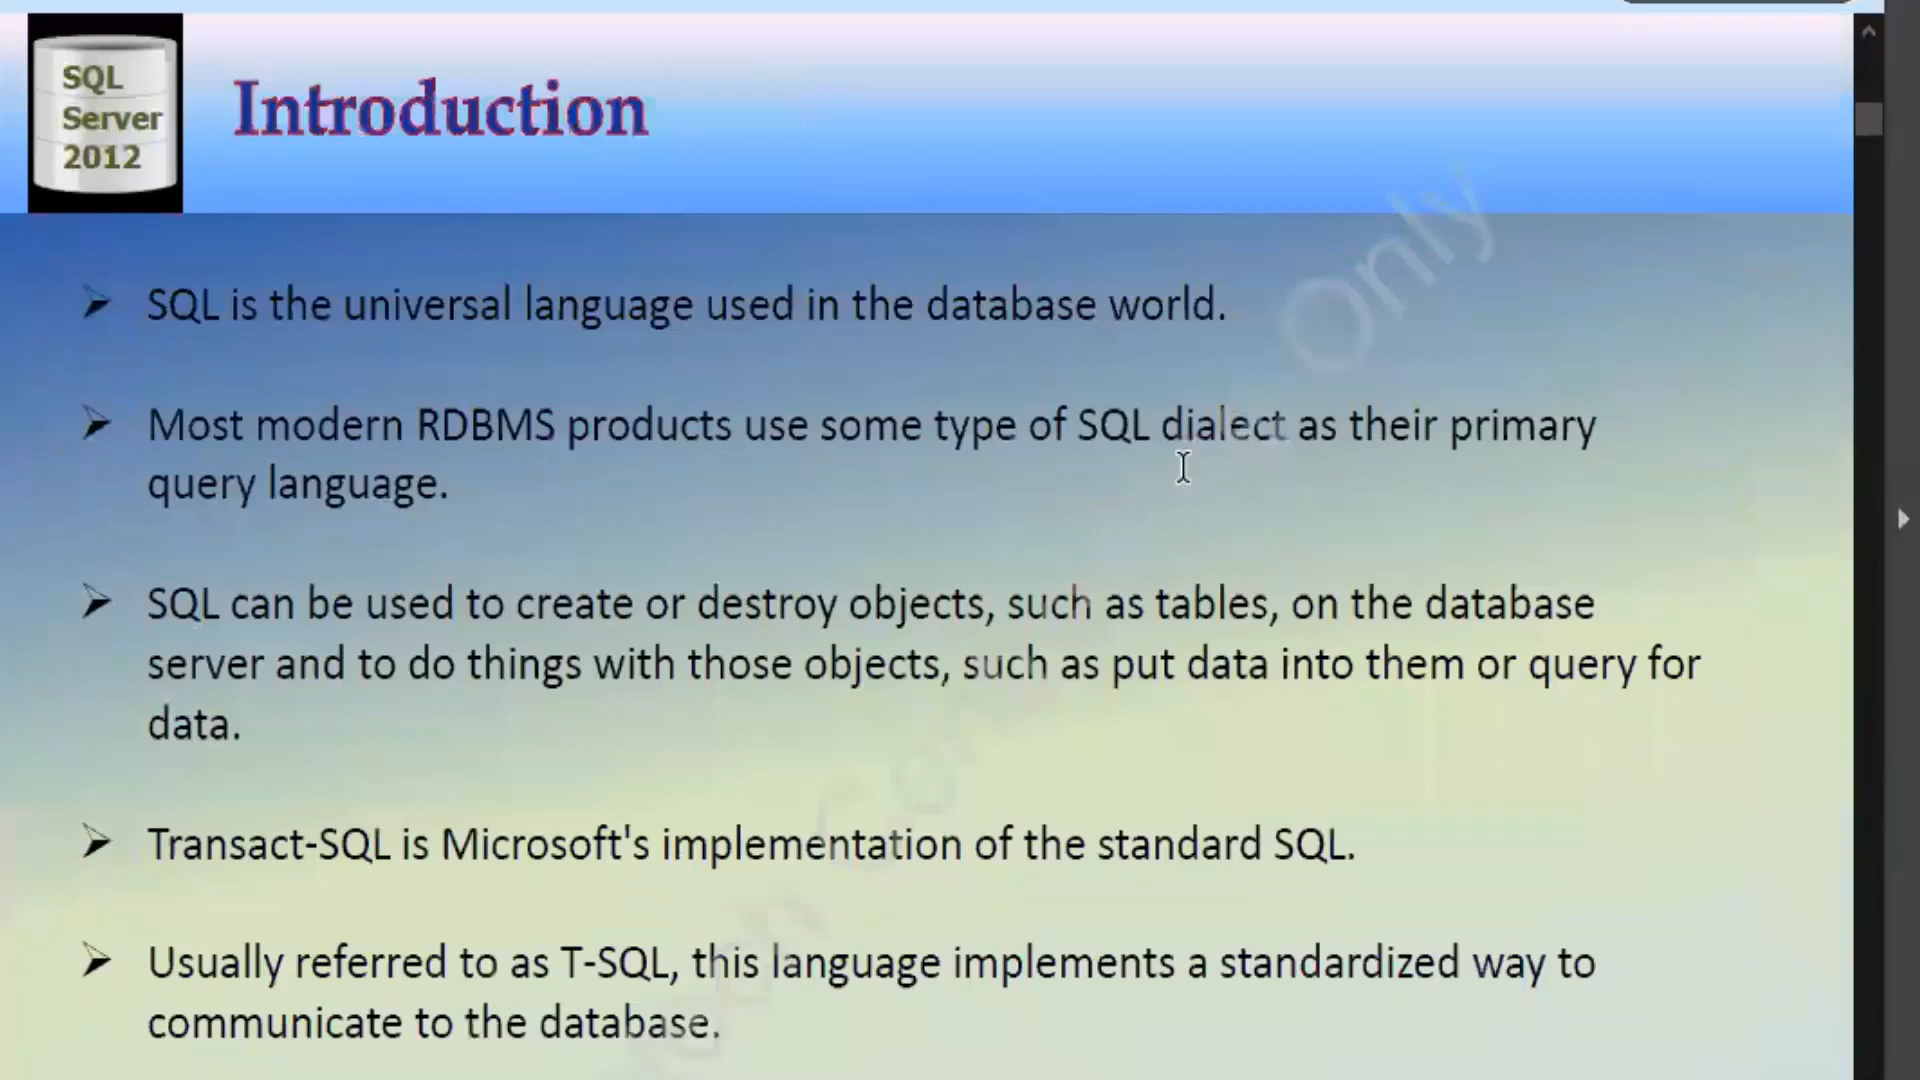 SQL
Server
2012
Introduction
SQL is the universal language used in the database world.
Most modern RDBMS products use some type of SQL dialect as their primary
query language.
SQL can be used to create or destroy objects, such as tables, on the database
server and to do things with those objects, such as put data into them or query for
data.
Transact-SQL is Microsoft's implementation of the standard SQL.
Usually referred to as T-SQL, this language implements a standardized way to
communicate to the database.
Only